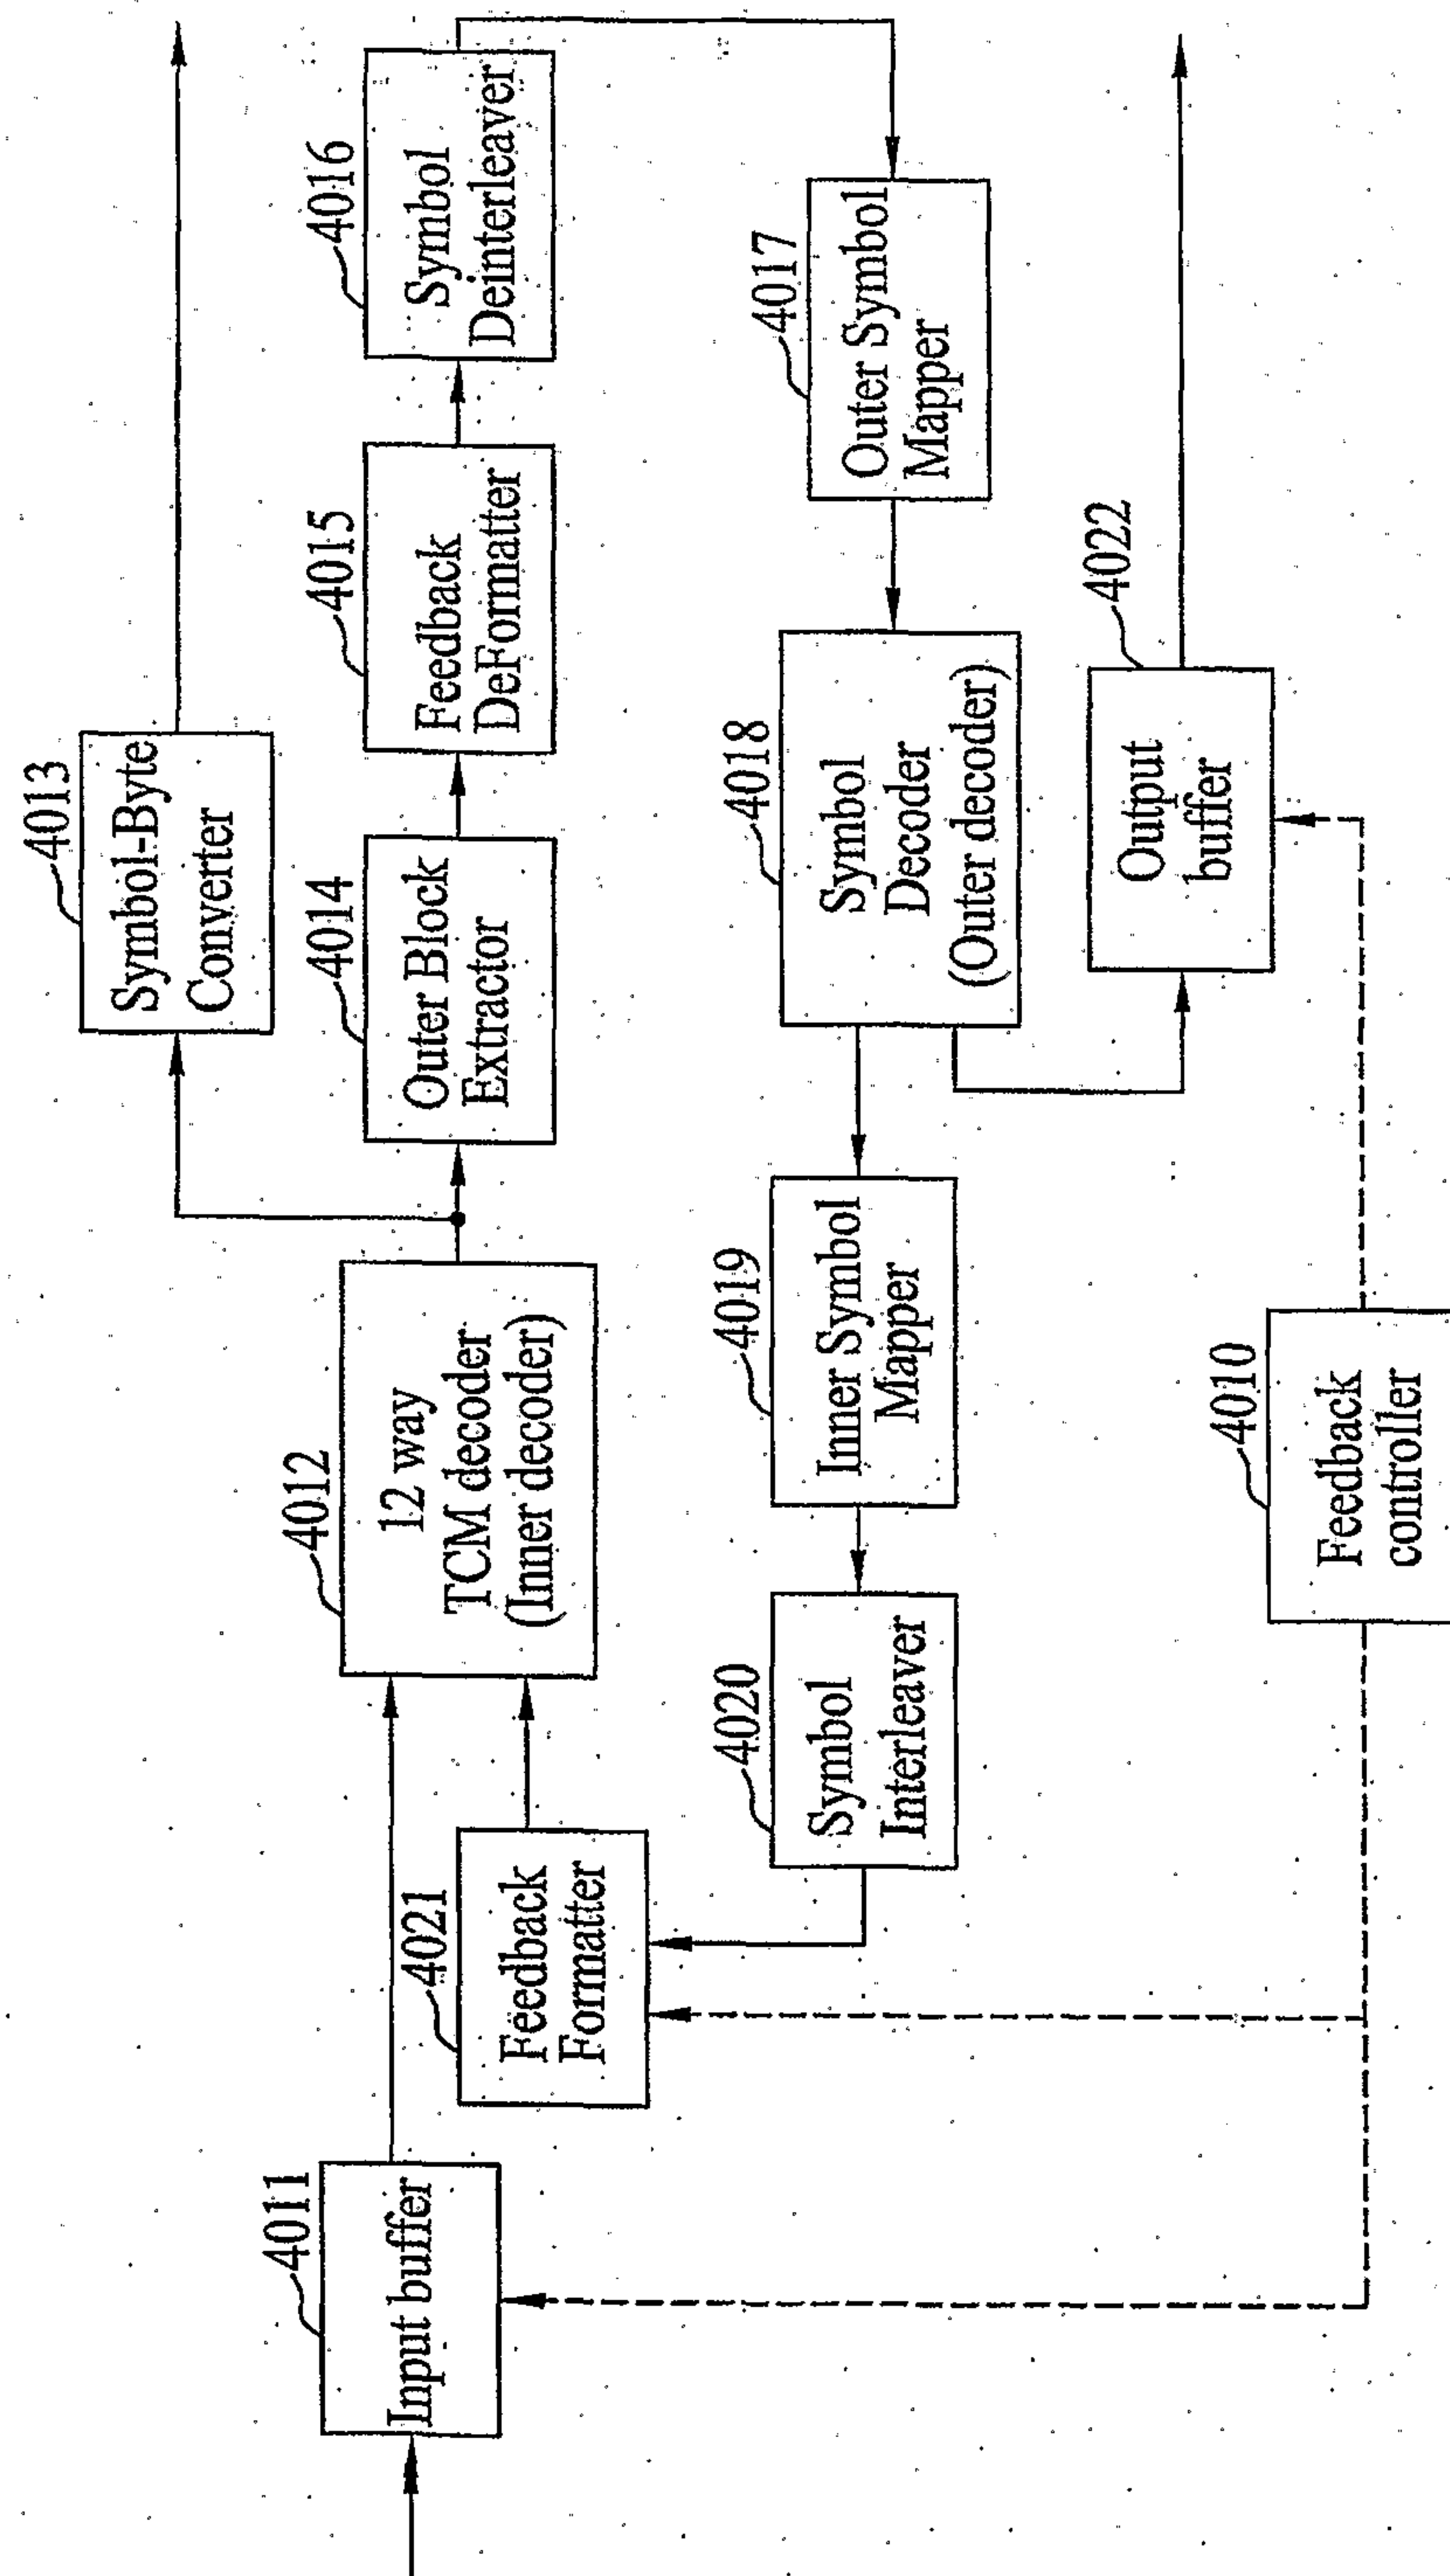 4013
Symbol-Byte
Converter
4011
Input buffer
4012
12 way
TCM decoder
(Inner decoder)
4014
Outer Block
Extractor
4015
Feedback
DeFormatter
4016
Symbol
Deinterleaver
4021
Feedback
Formatter
4020
Symbol
Interleaver
4019
Inner Symbol
Mapper
4018
Symbol
Decoder
(Outer decoder)
4017
Outer Symbol
Mapper
4022
Output
buffer
4010
Feedback
controller